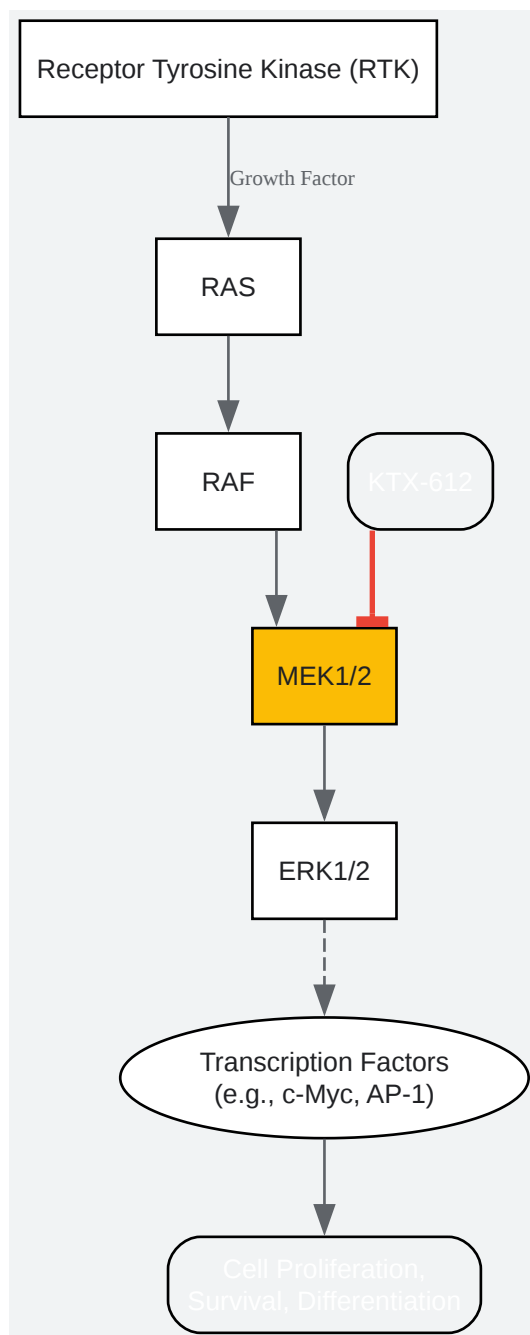 Receptor Tyrosine Kinase (RTK)
Growth Factor
RAS
RAF
KTX-612
MEK1/2
ERK1/2
Transcription Factors
(e.g., c-Myc, AP-1)
Cell Proliferation,
Survival, Differentiation